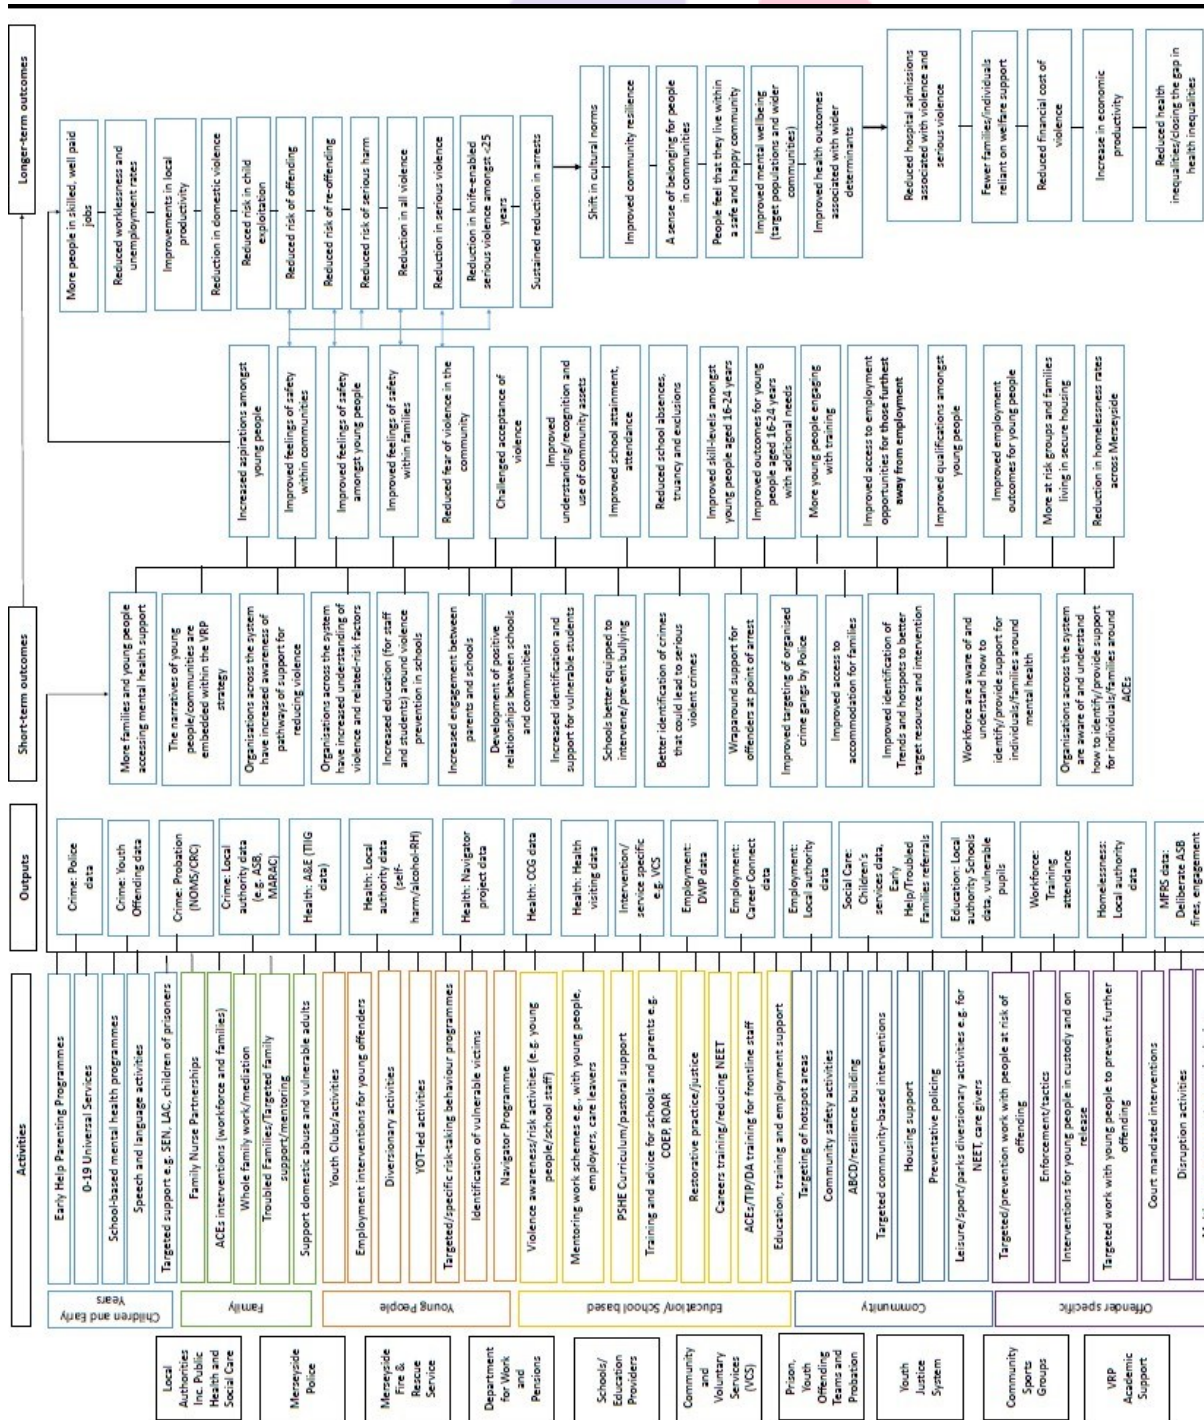 Local
Authorities
Inc. Public
Health and
Social Care
Merseyside
Police
Merseyside
Fire &
Rescue
Service
Department
for Work
and
Pensions
Schools/
Education
Providers
Community
and
Voluntary
Services
(VCS)
Prison,
Youth
Offending
Teams and
Probation
Youth
Justice
System
Community
Sports
Groups
VRP
Academic
Support
Children and Early
Years
Family
Young People
Education/ School based
Community
Offender specific
Activities
Early Help Parenting Programmes
0-19 Universal Services
School-based mental health programmes
Speech and language activities
Targeted support e.g. SEN, LAC, children of prisoners
Family Nurse Partnerships
ACEs interventions (workforce and families)
Whole family work/mediation
Troubled Families/Targeted family
support/mentoring
Support domestic abuse and vulnerable adults
Youth Clubs/activities
Employment interventions for young offenders
Diversionary activities
YOT-led activities
Targeted/specific risk-taking behaviour programmes
Identification of vulnerable victims
Navigator Programme
Violence awareness/risk activities (e.g. young
people/school staff)
Mentoring work schemes e.g., with young people,
employers, care leavers
PSHE Curriculum/pastoral support
Training and advice for schools and parents e.g.
COEP, ROAR
Restorative practice/justice
Careers training/reducing NEET
ACEs/TIP/DA training for frontline staff
Education, training and employment support
Targeting of hotspot areas
Community safety activities
ABCD/resilience building
Targeted community-based interventions
Housing support
Preventative policing
Leisure/sport/parks diversionary activities e.g. for
NEET, care givers
Targeted/prevention work with people at risk of
offending
Enforcement/tactics
Interventions for young people in custody and on
release
Targeted work with young people to prevent further
offending
Court mandated interventions
Disruption activities
Outputs
Crime: Police
data
Crime: Youth
Offending data
Crime: Probation
(NOMS/CRC)
Crime: Local
authority data
(e.g. ASB,
MARAC)
Health: A&E (TIIG
data)
Health: Local
authority data
(self-
harm/alcohol-RH)
Health: Navigator
project data
Health: CCG data
Health: Health
visiting data
Intervention/
service specific
e.g. VCS
Employment:
DWP data
Employment:
Career Connect
data
Employment:
Local authority
data
Social Care:
Children's
services data,
Early
Help/Troubled
Families referrals
Education: Local
authority Schools
data, vulnerable
pupils
Workforce:
Training
attendance
Homelessness:
Local authority
data
MFRS data:
Deliberate ASB
fires, engagement
Short-term outcomes
More families and young people
accessing mental health support
The narratives of young
people/communities are
embedded within the VRP
strategy
Organisations across the system
have increased awareness of
pathways of support for
reducing violence
Organisations across the system
have increased understanding of
violence and related-risk factors
Increased education (for staff
and students) around violence
prevention in schools
Increased engagement between
parents and schools
Development of positive
relationships between schools
and communities
Increased identification and
support for vulnerable students
Schools better equipped to
intervene/prevent bullying
Better identification of crimes
that could lead to serious
violent crimes
Wraparound support for
offenders at point of arrest
Improved targeting of organised
crime gangs by Police
Improved access to
accommodation for families
Improved identification of
Trends and hotspots to better
target resource and intervention
Workforce are aware of and
understand how to
identify/provide support for
individuals/families around
mental health
Organisations across the system
are aware of and understand
how to identify/provide support
for individuals/families around
ACEs
Increased aspirations amongst
young people
Improved feelings of safety
within communities
Improved feelings of safety
amongst young people
Improved feelings of safety
within families
Reduced fear of violence in the
community
Challenged acceptance of
violence
Improved
understanding/recognition and
use of community assets
Improved school attainment,
attendance
Reduced school absences,
truancy and exclusions
Improved skill-levels amongst
young people aged 16-24 years
Improved outcomes for young
people aged 16-24 years
with additional needs
More young people engaging
with training
Improved access to employment
opportunities for those furthest
away from employment
Improved qualifications amongst
young people
Improved employment
outcomes for young people
More at risk groups and families
living in secure housing
Reduction in homelessness rates
across Merseyside
Longer-term outcomes
More people in skilled, well paid
jobs
Reduced worklessness and
unemployment rates
Improvements in local
productivity
Reduction in domestic violence
Reduced risk in child
exploitation
Reduced risk of offending
Reduced risk of re-offending
Reduced risk of serious harm
Reduction in all violence
Reduction in serious violence
Reduction in knife-enabled
serious violence amongst <25
years
Sustained reduction in arrests
Shift in cultural norms
Improved community resilience
A sense of belonging for people
in communities
People feel that they live within
a safe and happy community
Improved mental wellbeing
(target populations and wider
communities)
Improved health outcomes
associated with wider
determinants
Reduced hospital admissions
associated with violence and
serious violence
Fewer families/individuals
reliant on welfare support
Reduced financial cost of
violence
Increase in economic
productivity
Reduced health
inequalities/closing the gap in
health inequalities